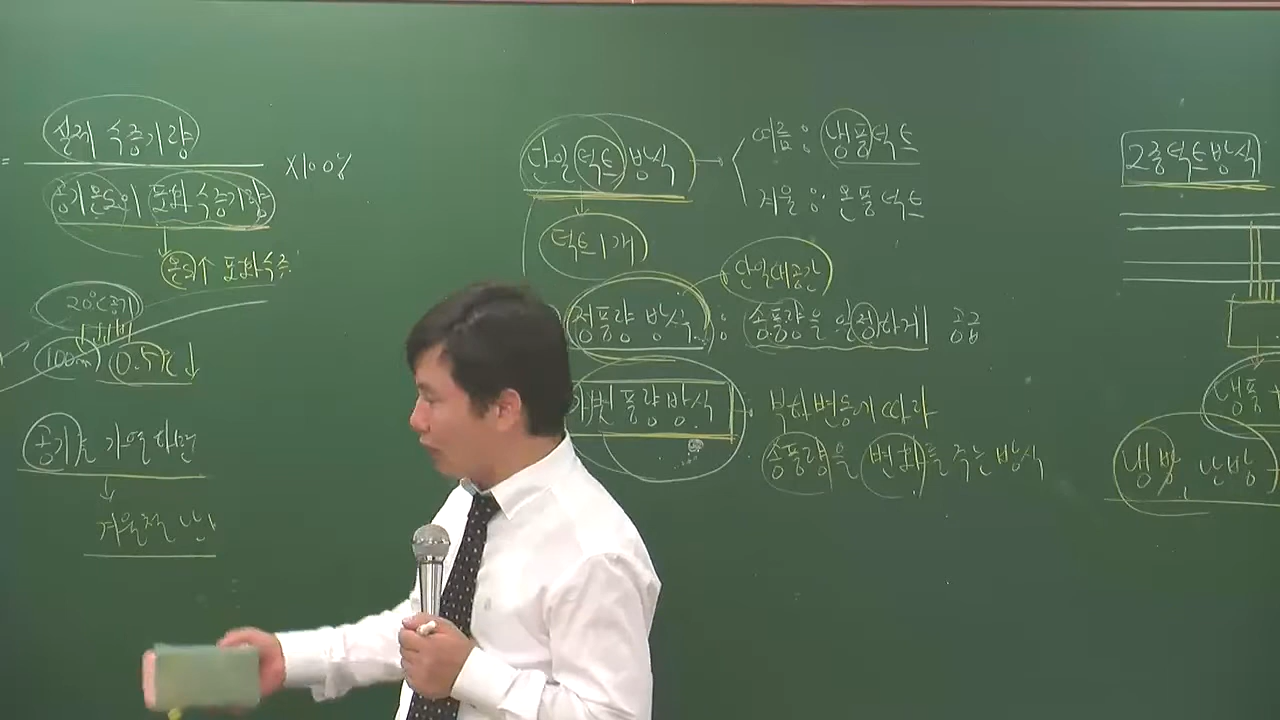 = 실제 수증기량
공기온도의 포화수증기량
X100%
온도↑ 포화수증
20℃ 공기
100㎥ 0.5℃ ↓
공기를 가열하면
겨울철 난
단일덕트방식 →
여름 : 냉풍덕트
겨울 : 온풍덕트
덕트1개
단일대공간
정풍량 방식 : 송풍량을 일정하게 공급
가변풍량방식
부하변동에 따라
송풍량을 변화를 주는 방식
2중덕트방식
냉풍
냉방, 난방